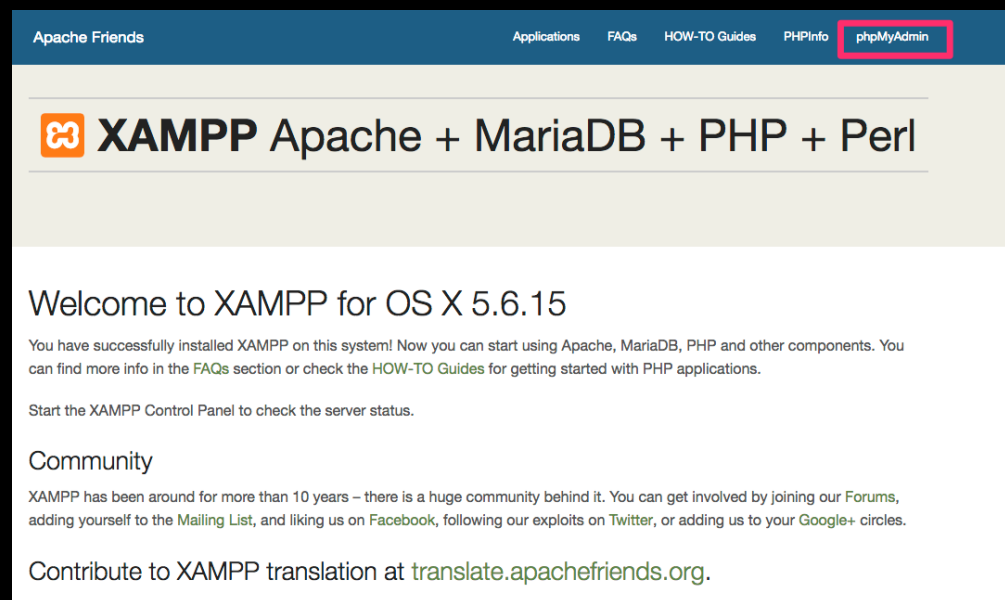 Apache Friends
Applications FAQs HOW-TO Guides PHPInfo phpMyAdmin
XAMPP Apache + MariaDB + PHP + Perl
Welcome to XAMPP for OS X 5.6.15
You have successfully installed XAMPP on this system! Now you can start using Apache, MariaDB, PHP and other components. You
can find more info in the FAQs section or check the HOW-TO Guides for getting started with PHP applications.
Start the XAMPP Control Panel to check the server status.
Community
XAMPP has been around for more than 10 years – there is a huge community behind it. You can get involved by joining our Forums,
adding yourself to the Mailing List, and liking us on Facebook, following our exploits on Twitter, or adding us to your Google+ circles.
Contribute to XAMPP translation at translate.apachefriends.org.